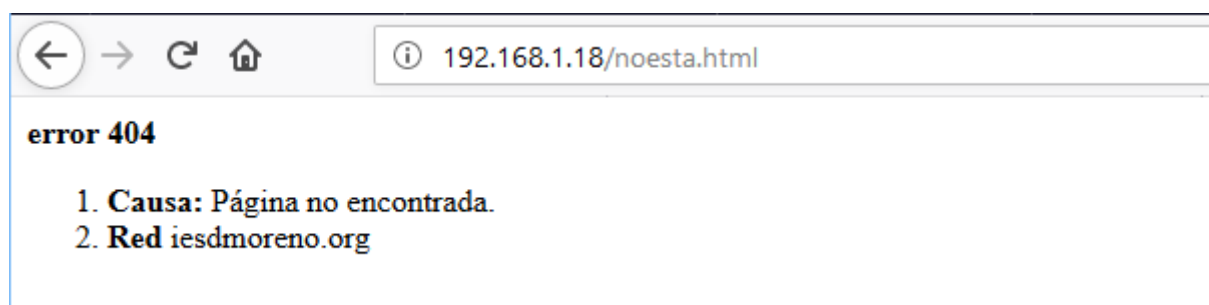 192.168.1.18/noesta.html
error 404
1. Causa: Página no encontrada.
2. Red iesdmoreno.org